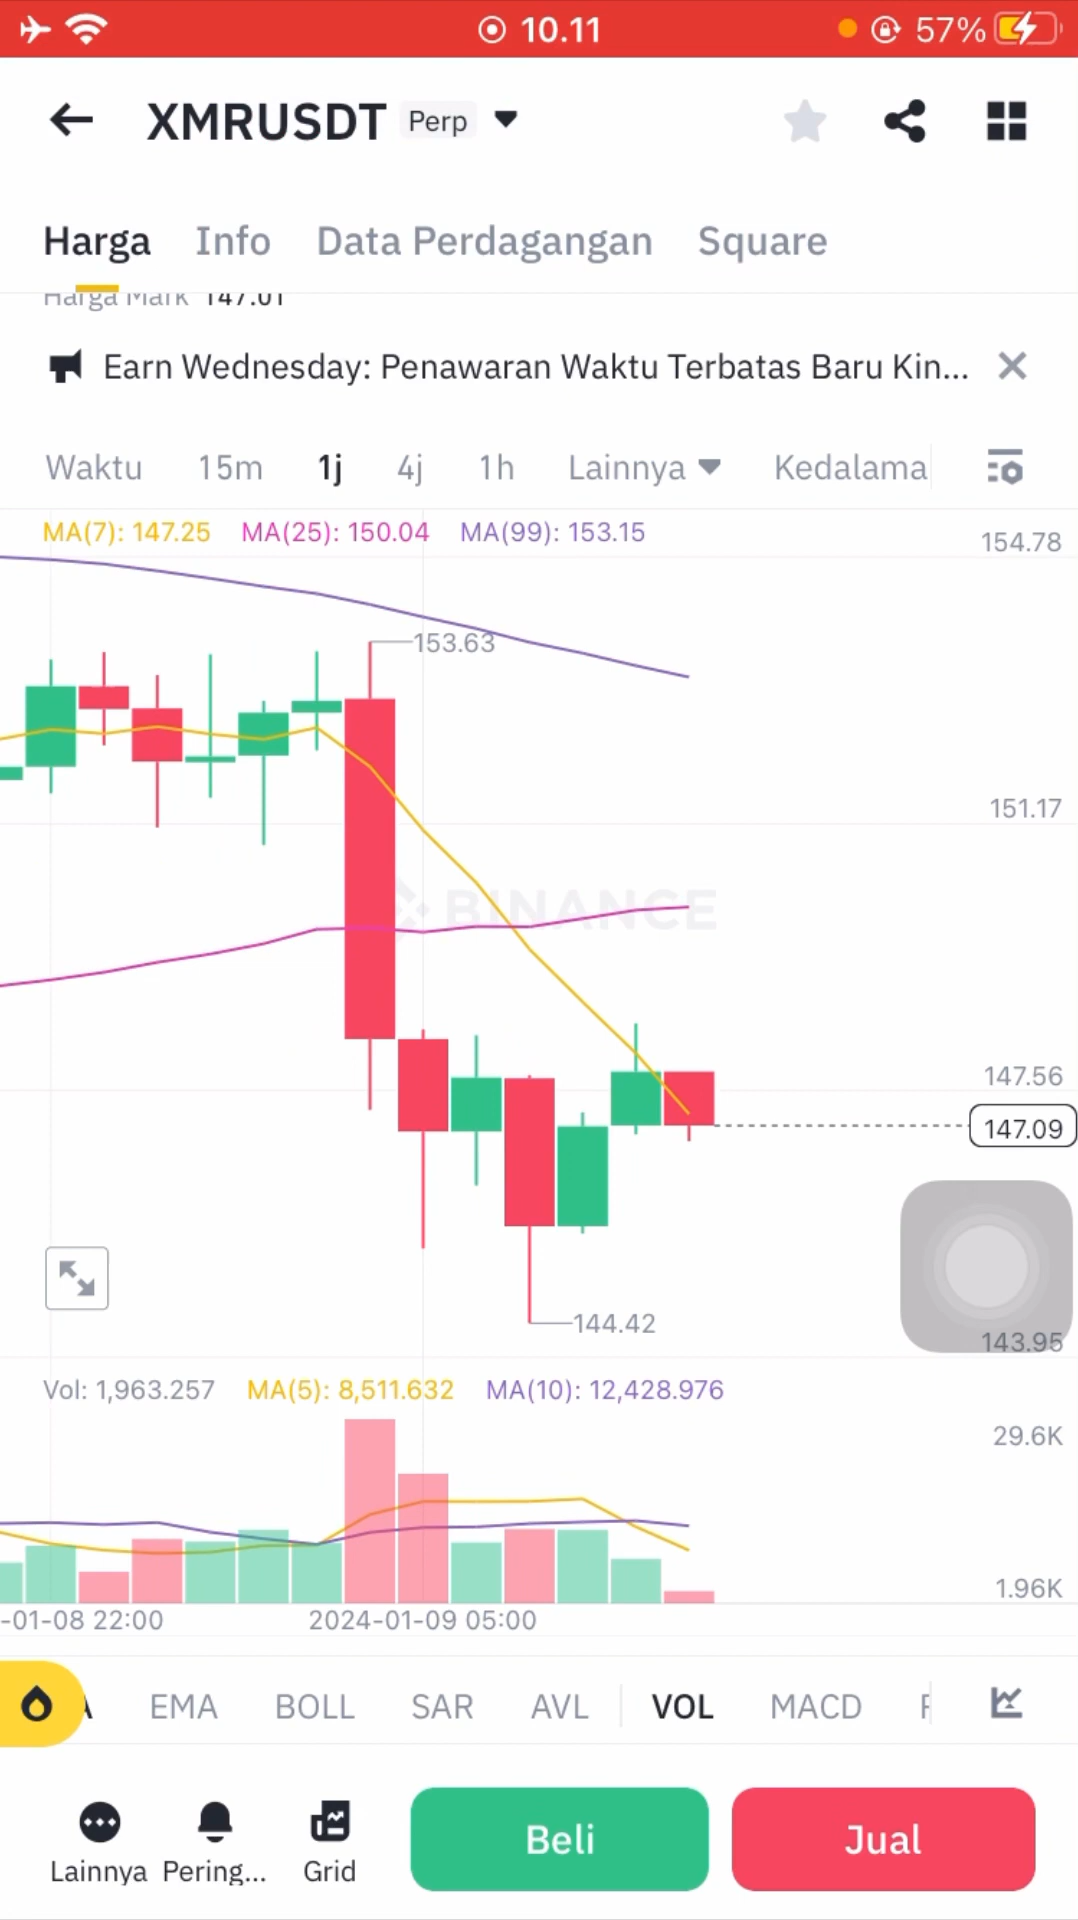 10.11
57%
XMRUSDT Perp
Harga Info Data Perdagangan Square
Harga Mark 147.01
Earn Wednesday: Penawaran Waktu Terbatas Baru Kin...
Waktu 15m 1j 4j 1h Lainnya Kedalama
MA(7): 147.25 MA(25): 150.04 MA(99): 153.15
154.78
153.63
151.17
BINANCE
147.56
147.09
144.42
143.95
Vol: 1,963.257 MA(5): 8,511.632 MA(10): 12,428.976
29.6K
1.96K
-01-08 22:00 2024-01-09 05:00
EMA BOLL SAR AVL VOL MACD
Lainnya Pering... Grid Beli Jual